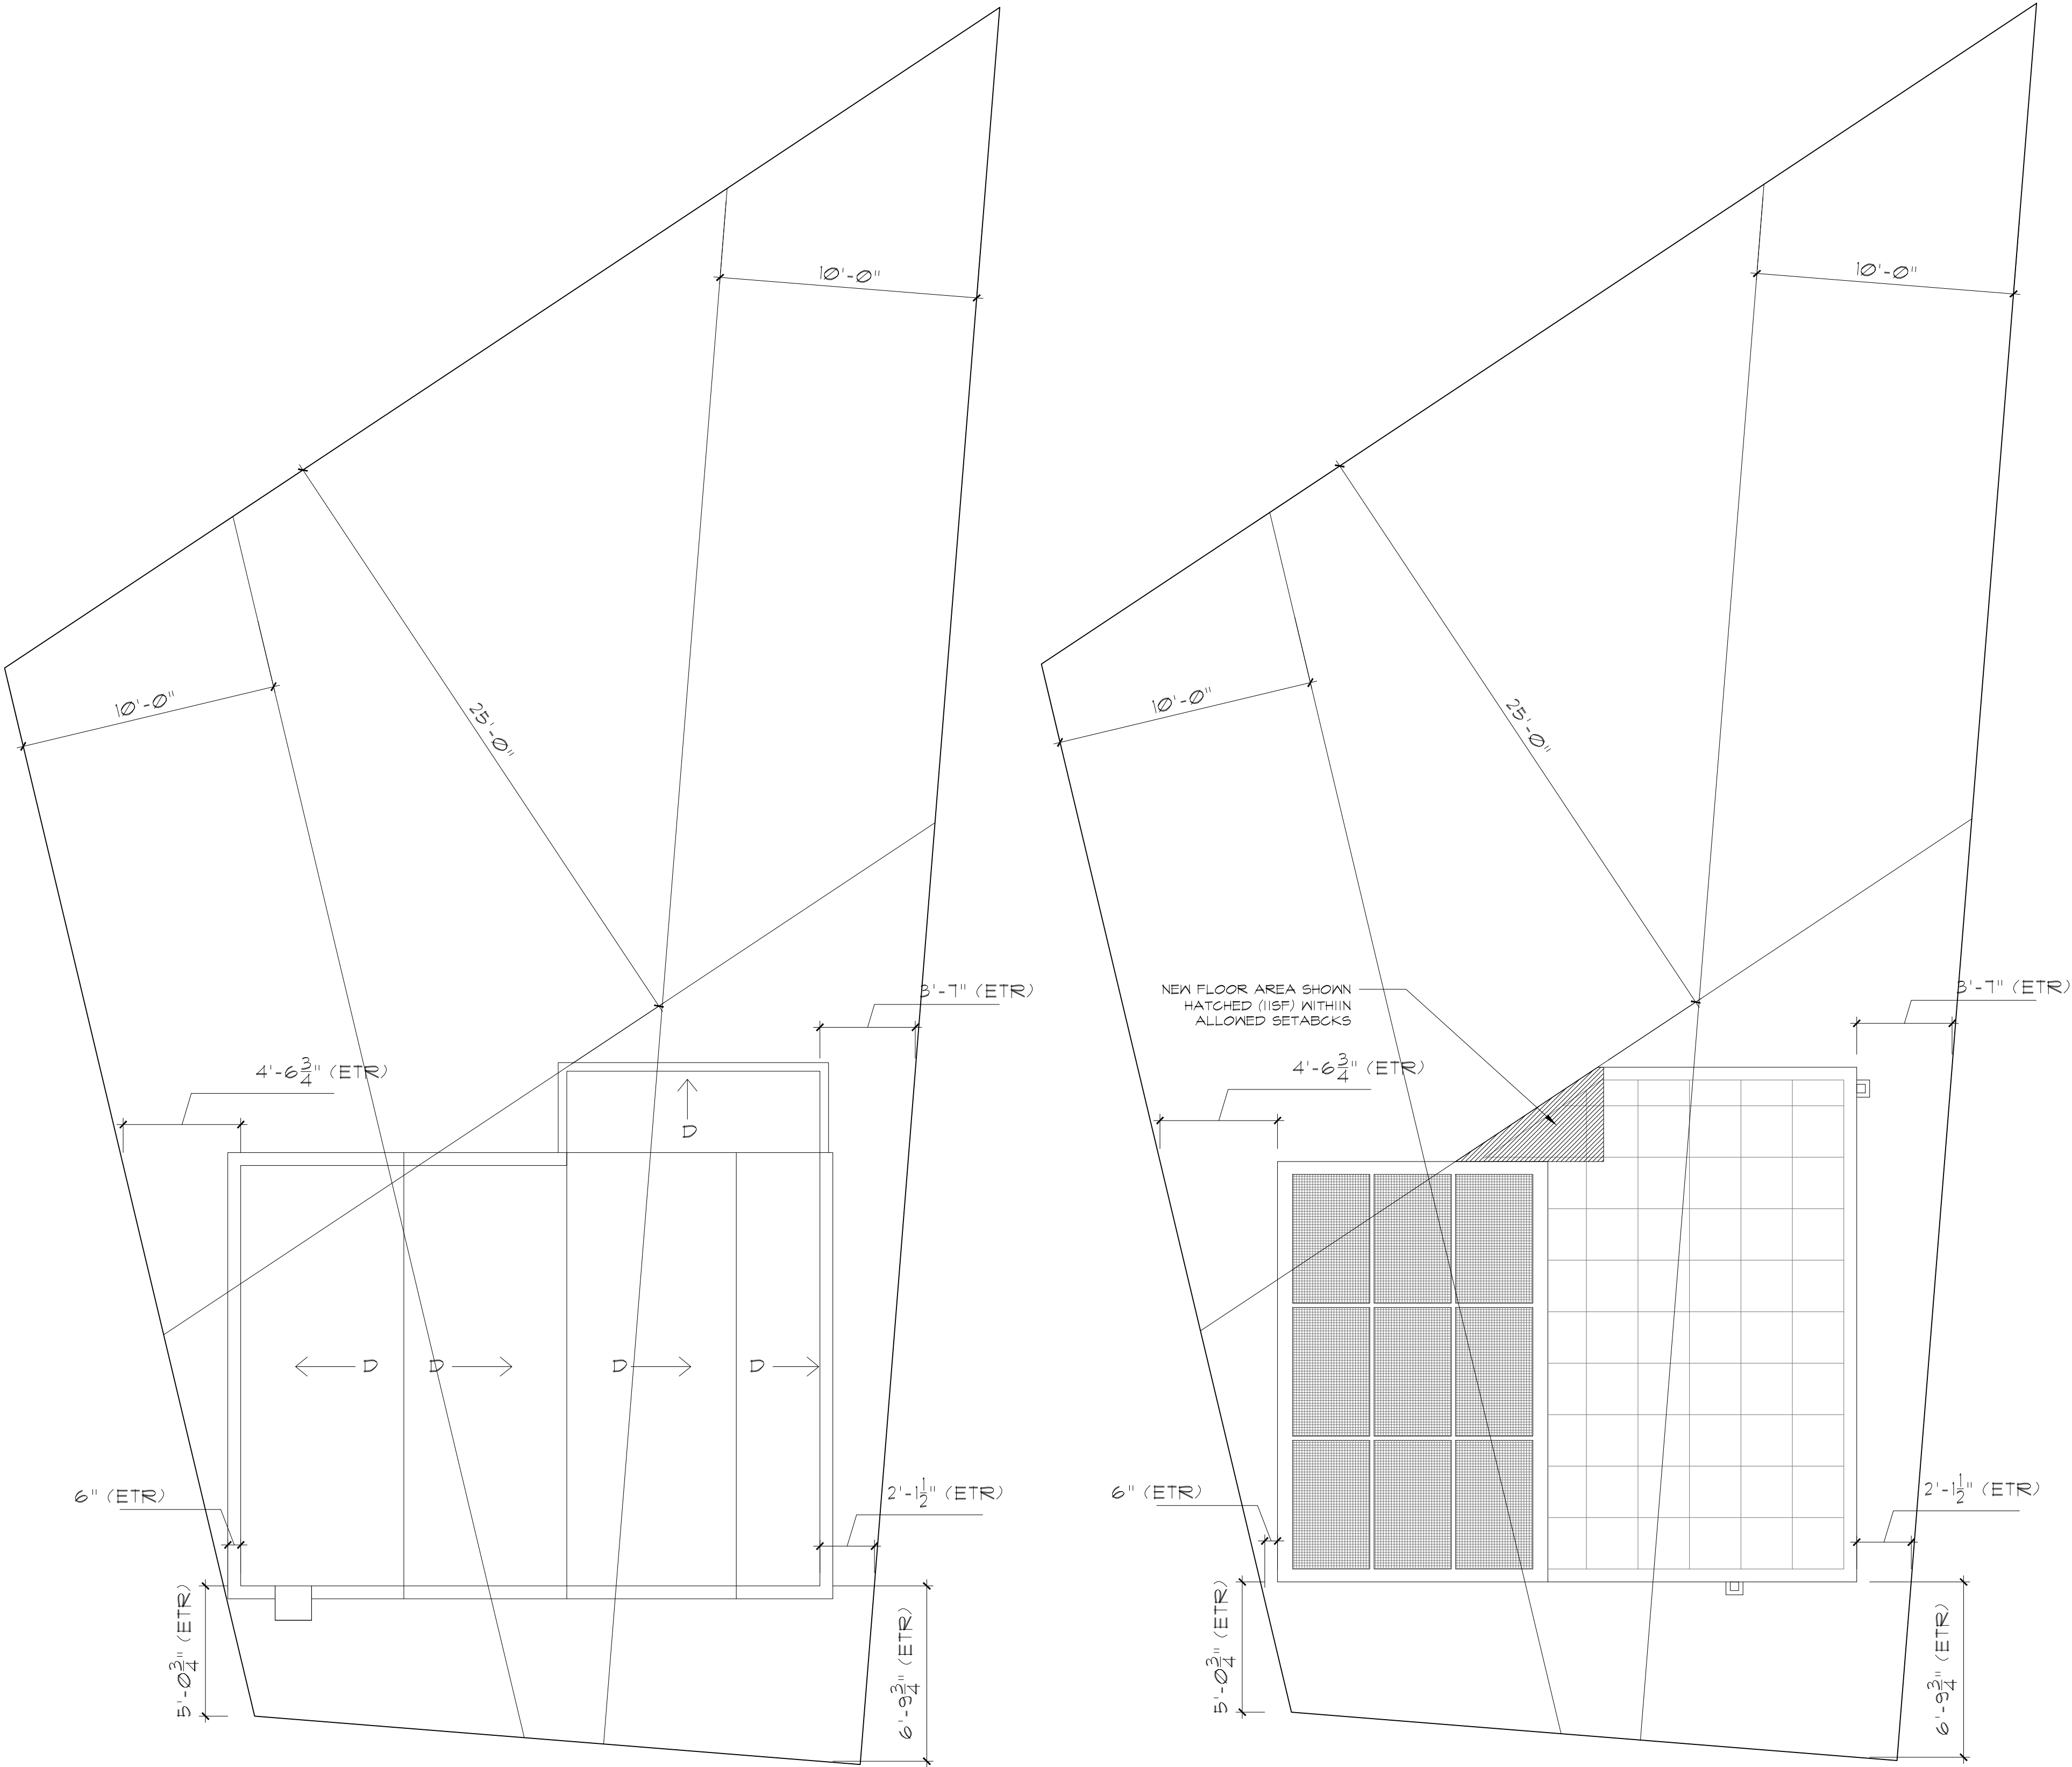 10'-0"
10'-0"
25'-0"
3'-7" (ETR)
4'-6 3/4" (ETR)
D
D
D
D
D
6" (ETR)
2'-1 1/2" (ETR)
5'-0 3/4" (ETR)
6'-9 3/4" (ETR)
10'-0"
10'-0"
25'-0"
NEW FLOOR AREA SHOWN
HATCHED (11SF) WITHIIN
ALLOWED SETABCKS
3'-7" (ETR)
4'-6 3/4" (ETR)
6" (ETR)
2'-1 1/2" (ETR)
5'-0 3/4" (ETR)
6'-9 3/4" (ETR)